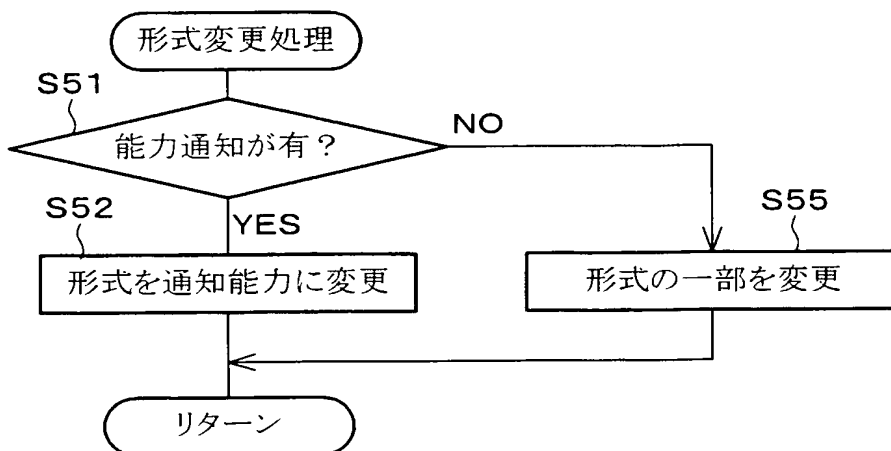 形式変更処理
S51
能力通知が有?
NO
YES
S52
形式を通知能力に変更
S55
形式の一部を変更
リターン